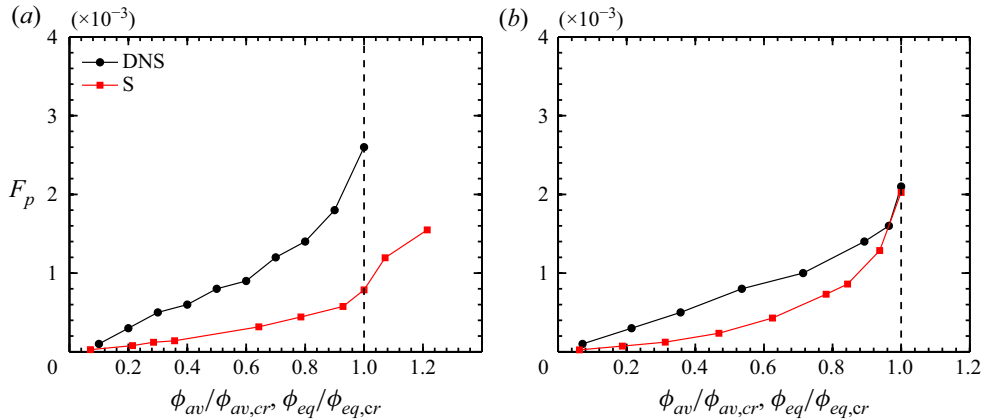 (a) (×10⁻³) (b) (×10⁻³)
4 4
DNS
S
3 3
F_p 2 2
1 1
0 0.2 0.4 0.6 0.8 1.0 1.2 0 0.2 0.4 0.6 0.8 1.0 1.2
ϕ_av/ϕ_av,cr, ϕ_eq/ϕ_eq,cr ϕ_av/ϕ_av,cr, ϕ_eq/ϕ_eq,cr